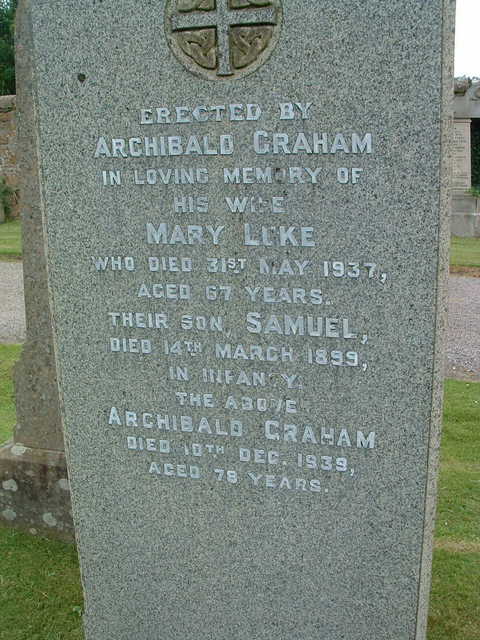 ERECTED BY
ARCHIBALD GRAHAM
IN LOVING MEMORY OF
HIS WIFE
MARY LUKE
WHO DIED 31ST MAY 1937,
AGED 67 YEARS.
THEIR SON, SAMUEL,
DIED 14TH MARCH 1899,
IN INFANCY.
THE ABOVE
ARCHIBALD GRAHAM
DIED 10TH DEC. 1939,
AGED 78 YEARS.